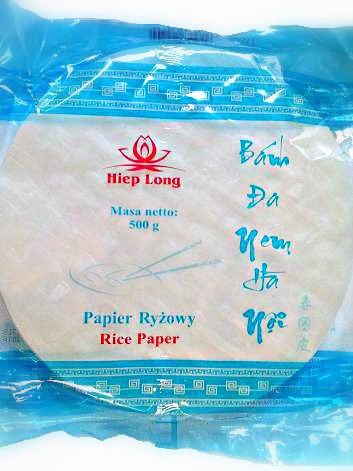 Hiep Long
Masa netto:
500 g
Papier Ryżowy
Rice Paper
Bánh
Đa
Nem
Hà
Nội